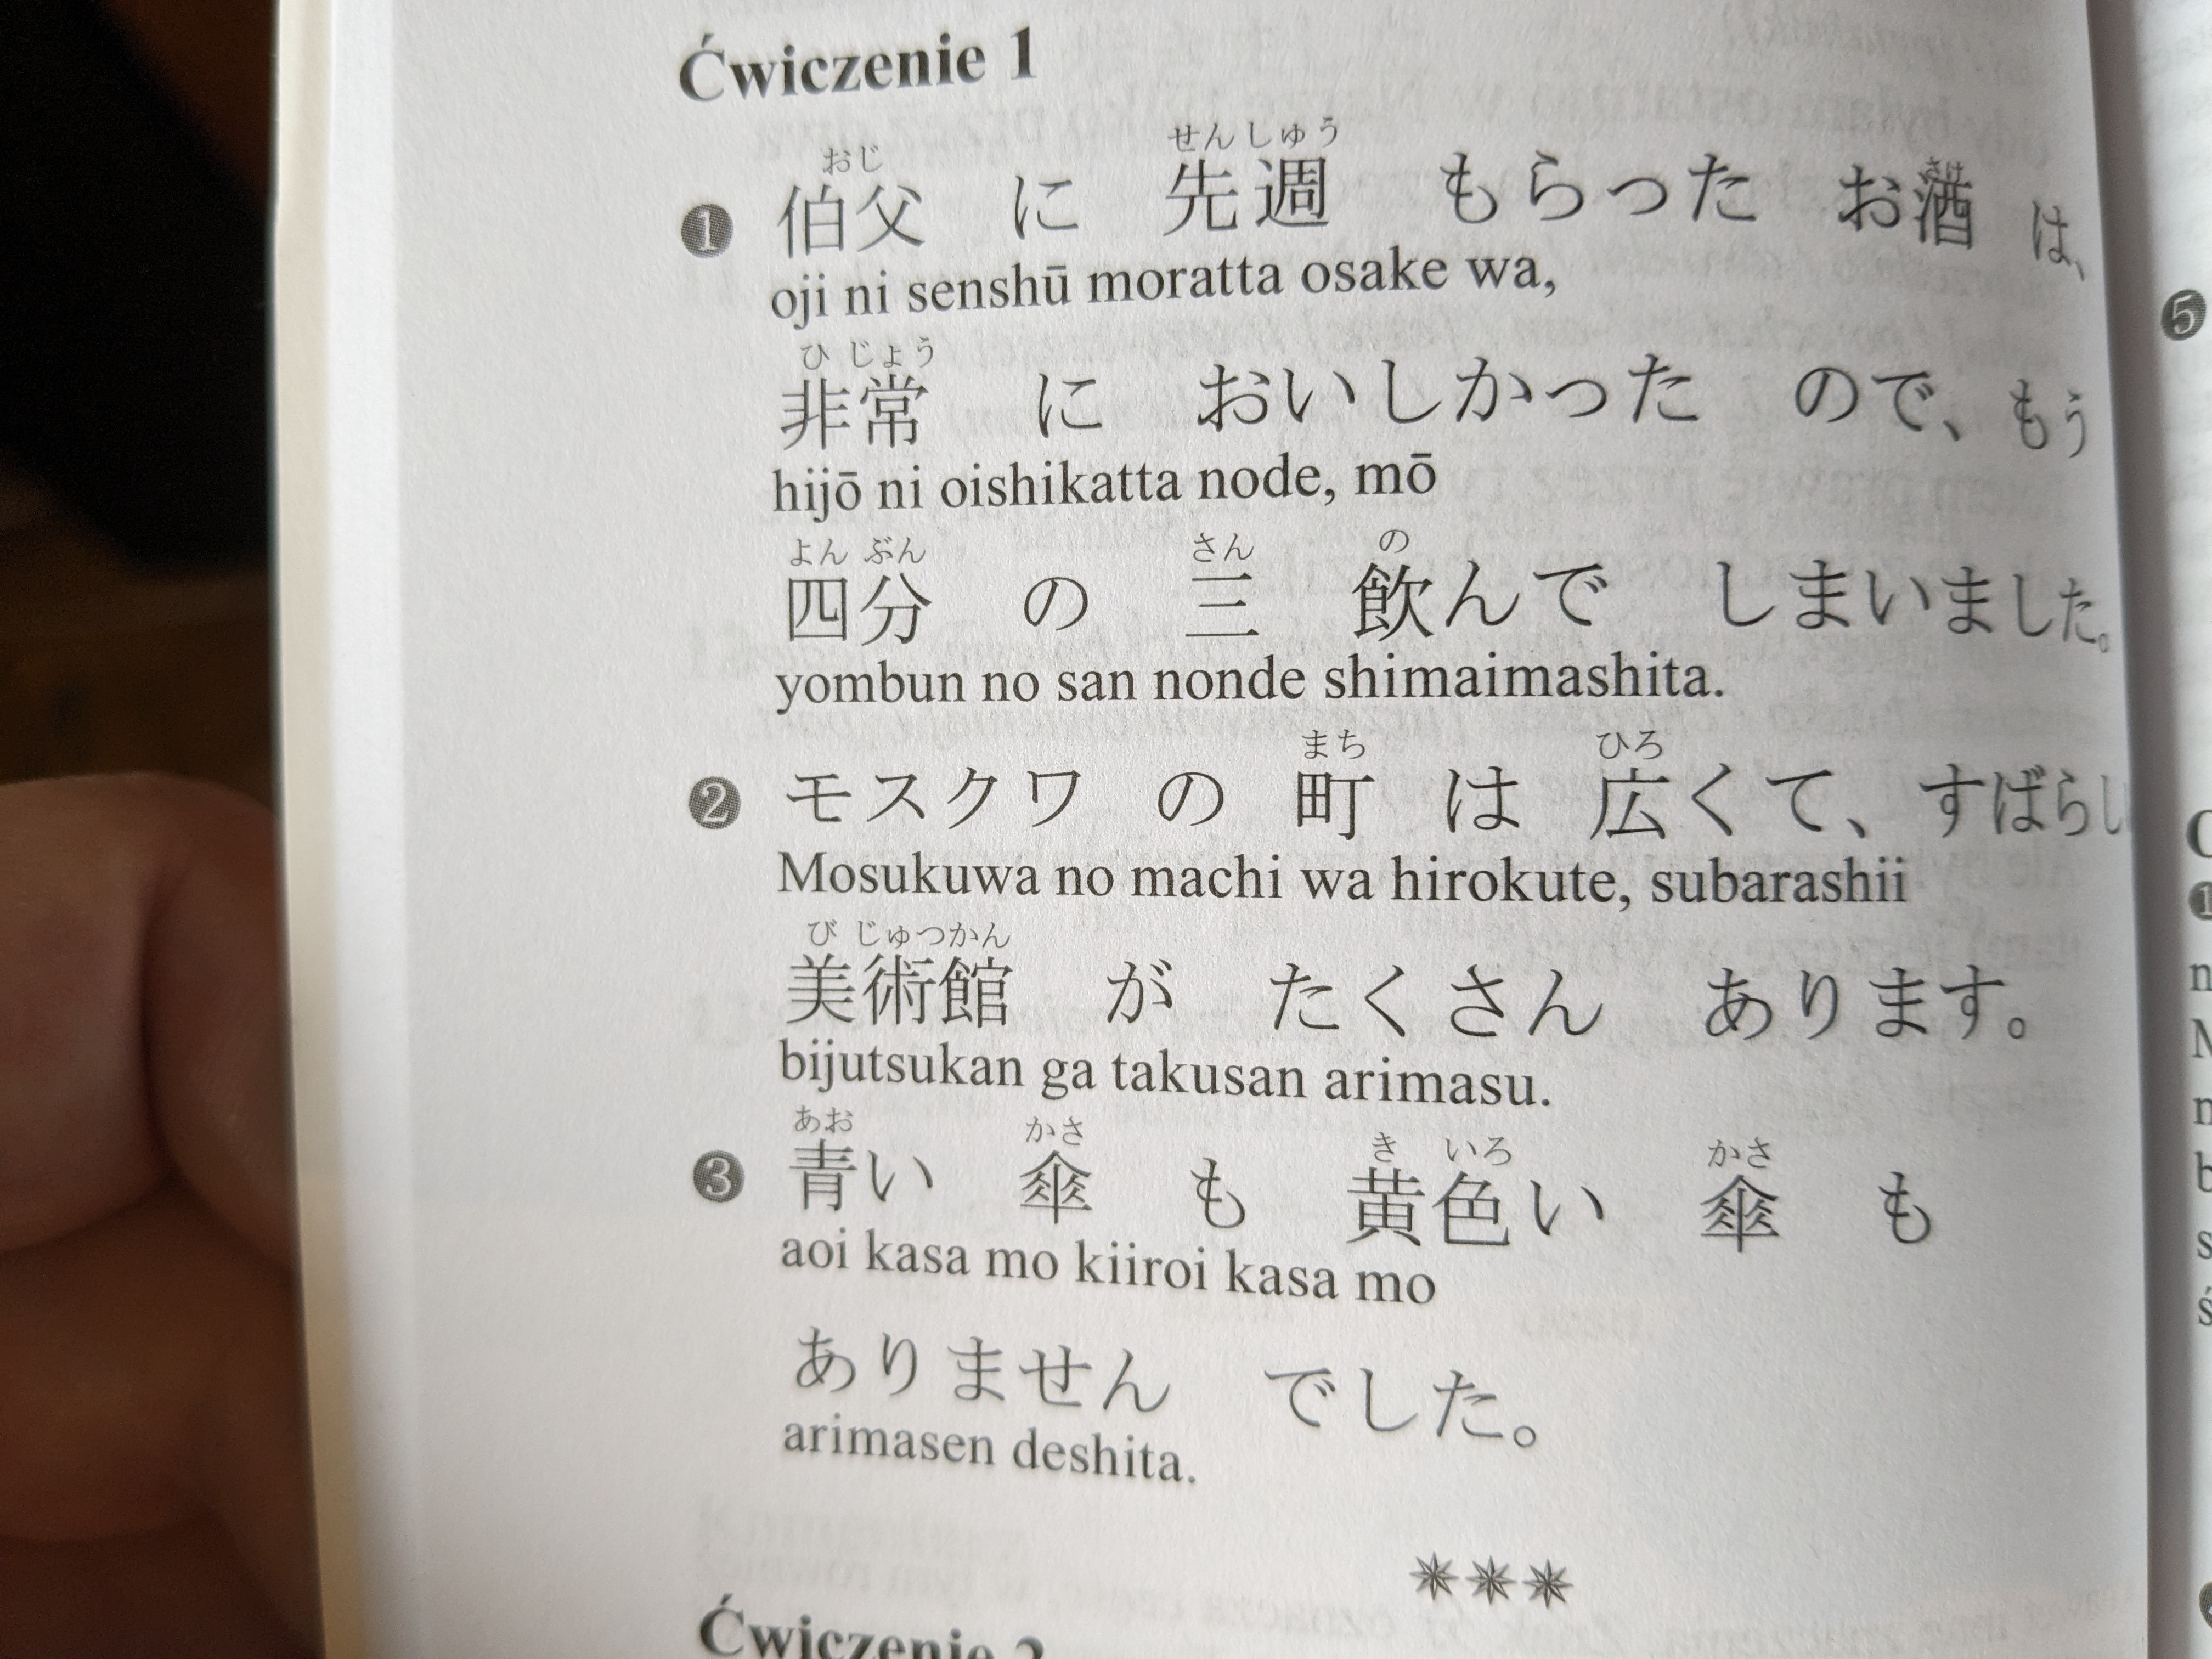 Ćwiczenie 1
おじ せんしゅう さけ
❶ 伯父 に 先週 もらった お酒 は、
oji ni senshū moratta osake wa,
ひ じょう
非常 に おいしかった ので、もう
hijō ni oishikatta node, mō
よん ぶん さん の
四分 の 三 飲んで しまいました。
yombun no san nonde shimaimashita.
まち ひろ
❷ モスクワ の 町 は 広くて、すばらし
Mosukuwa no machi wa hirokute, subarashii
び じゅつかん
美術館 が たくさん あります。
bijutsukan ga takusan arimasu.
あお かさ き いろ かさ
❸ 青い 傘 も 黄色い 傘 も
aoi kasa mo kiiroi kasa mo
ありません でした。
arimasen deshita.
✴✴✴
Ćwiczenie 2
❺